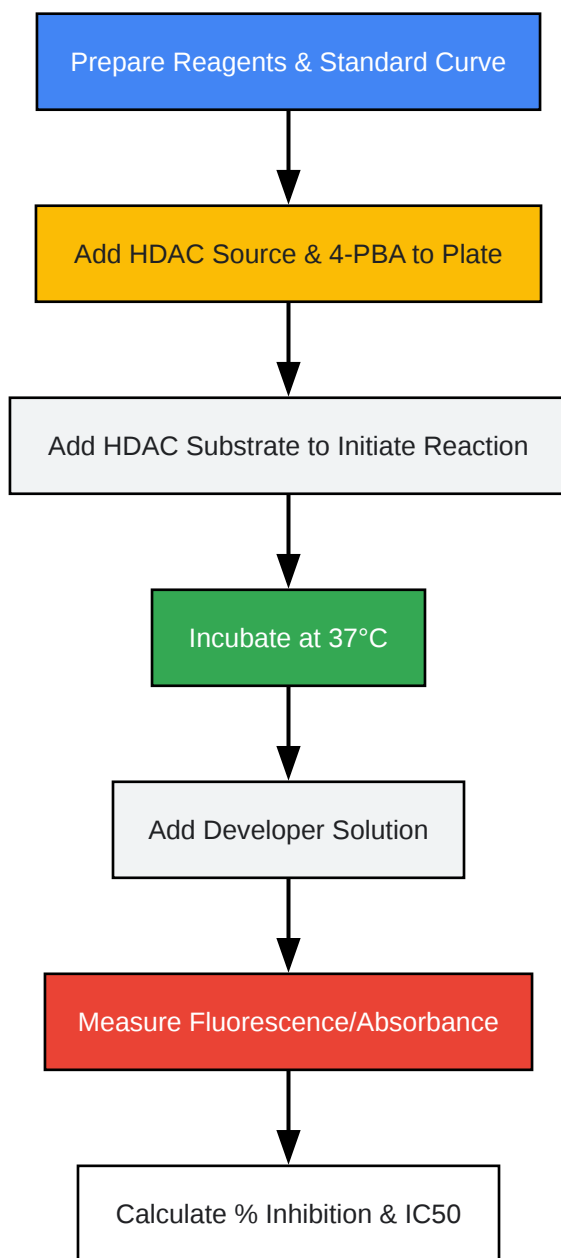 Prepare Reagents & Standard Curve
Add HDAC Source & 4-PBA to Plate
Add HDAC Substrate to Initiate Reaction
Incubate at 37°C
Add Developer Solution
Measure Fluorescence/Absorbance
Calculate % Inhibition & IC50